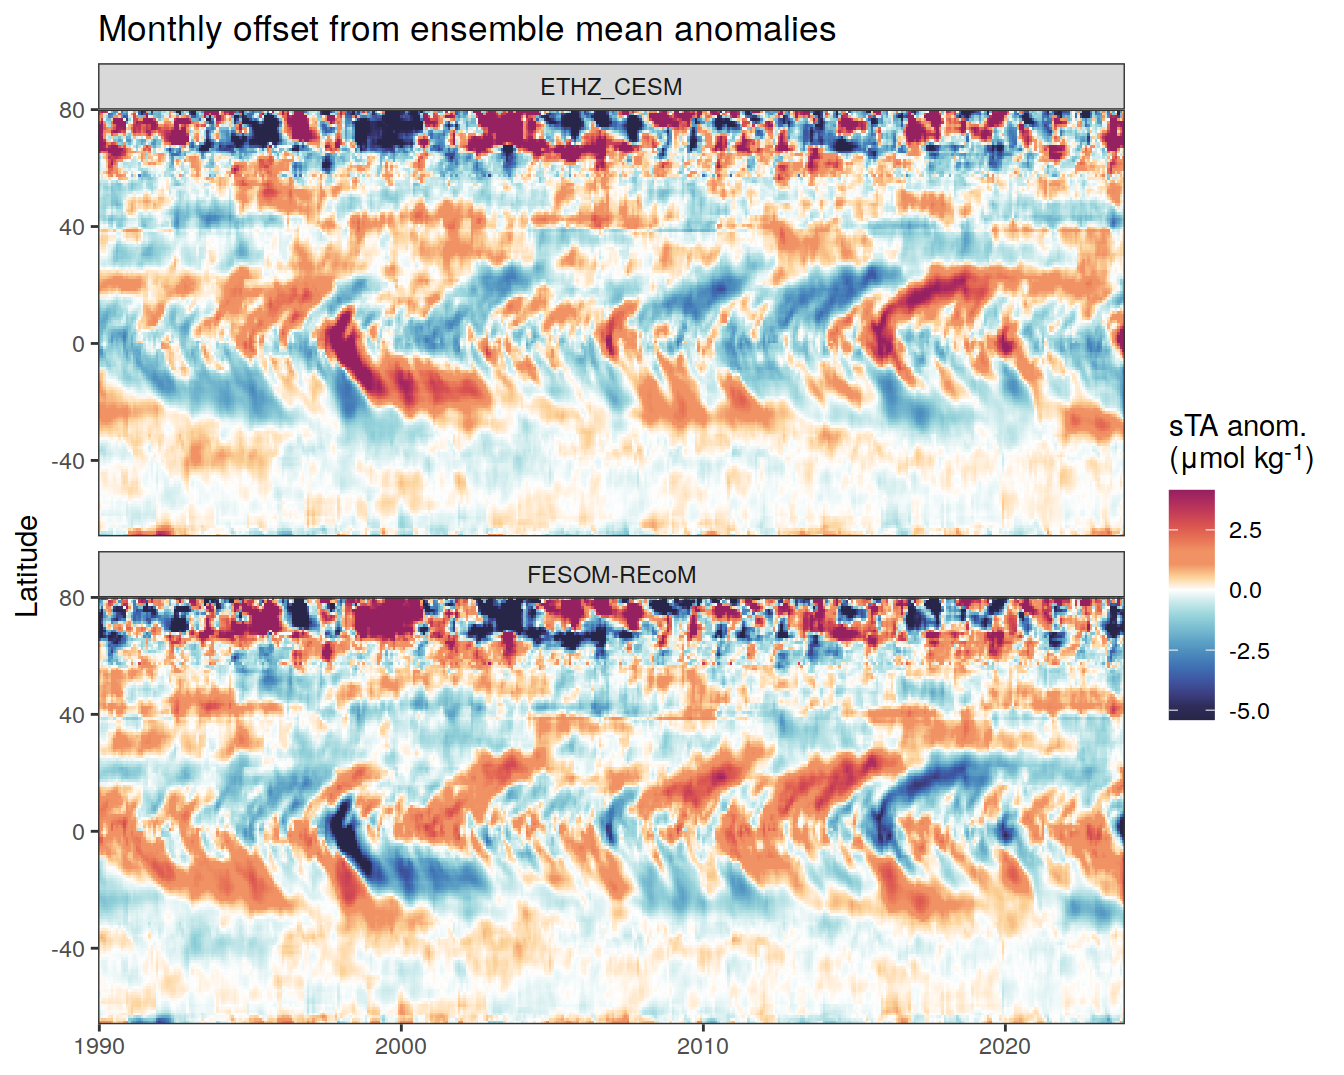 Monthly offset from ensemble mean anomalies
ETHZ_CESM
80
40
0
-40
FESOM-REcoM
80
40
0
-40
1990 2000 2010 2020
Latitude
sTA anom.
(μmol kg⁻¹)
2.5
0.0
-2.5
-5.0